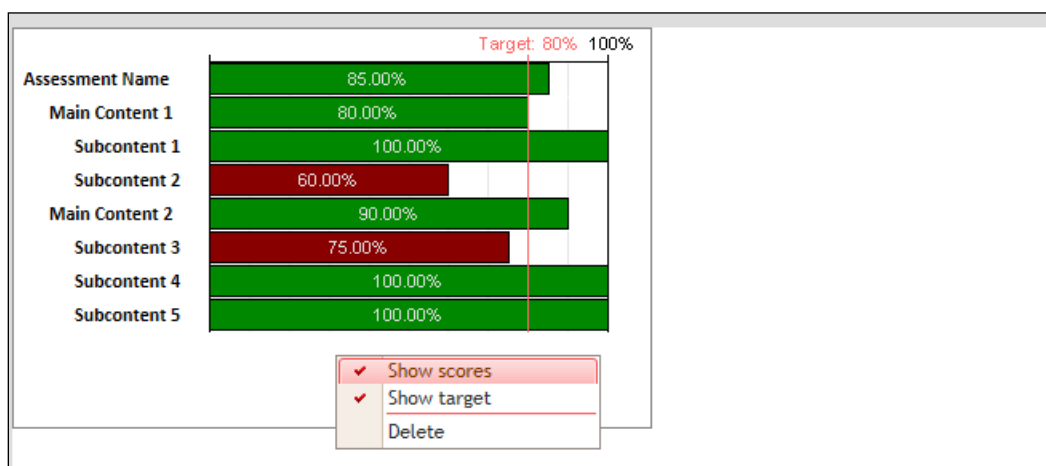 Target: 80% 100%
Assessment Name 85.00%
Main Content 1 80.00%
Subcontent 1 100.00%
Subcontent 2 60.00%
Main Content 2 90.00%
Subcontent 3 75.00%
Subcontent 4 100.00%
Subcontent 5 100.00%
Show scores
Show target
Delete